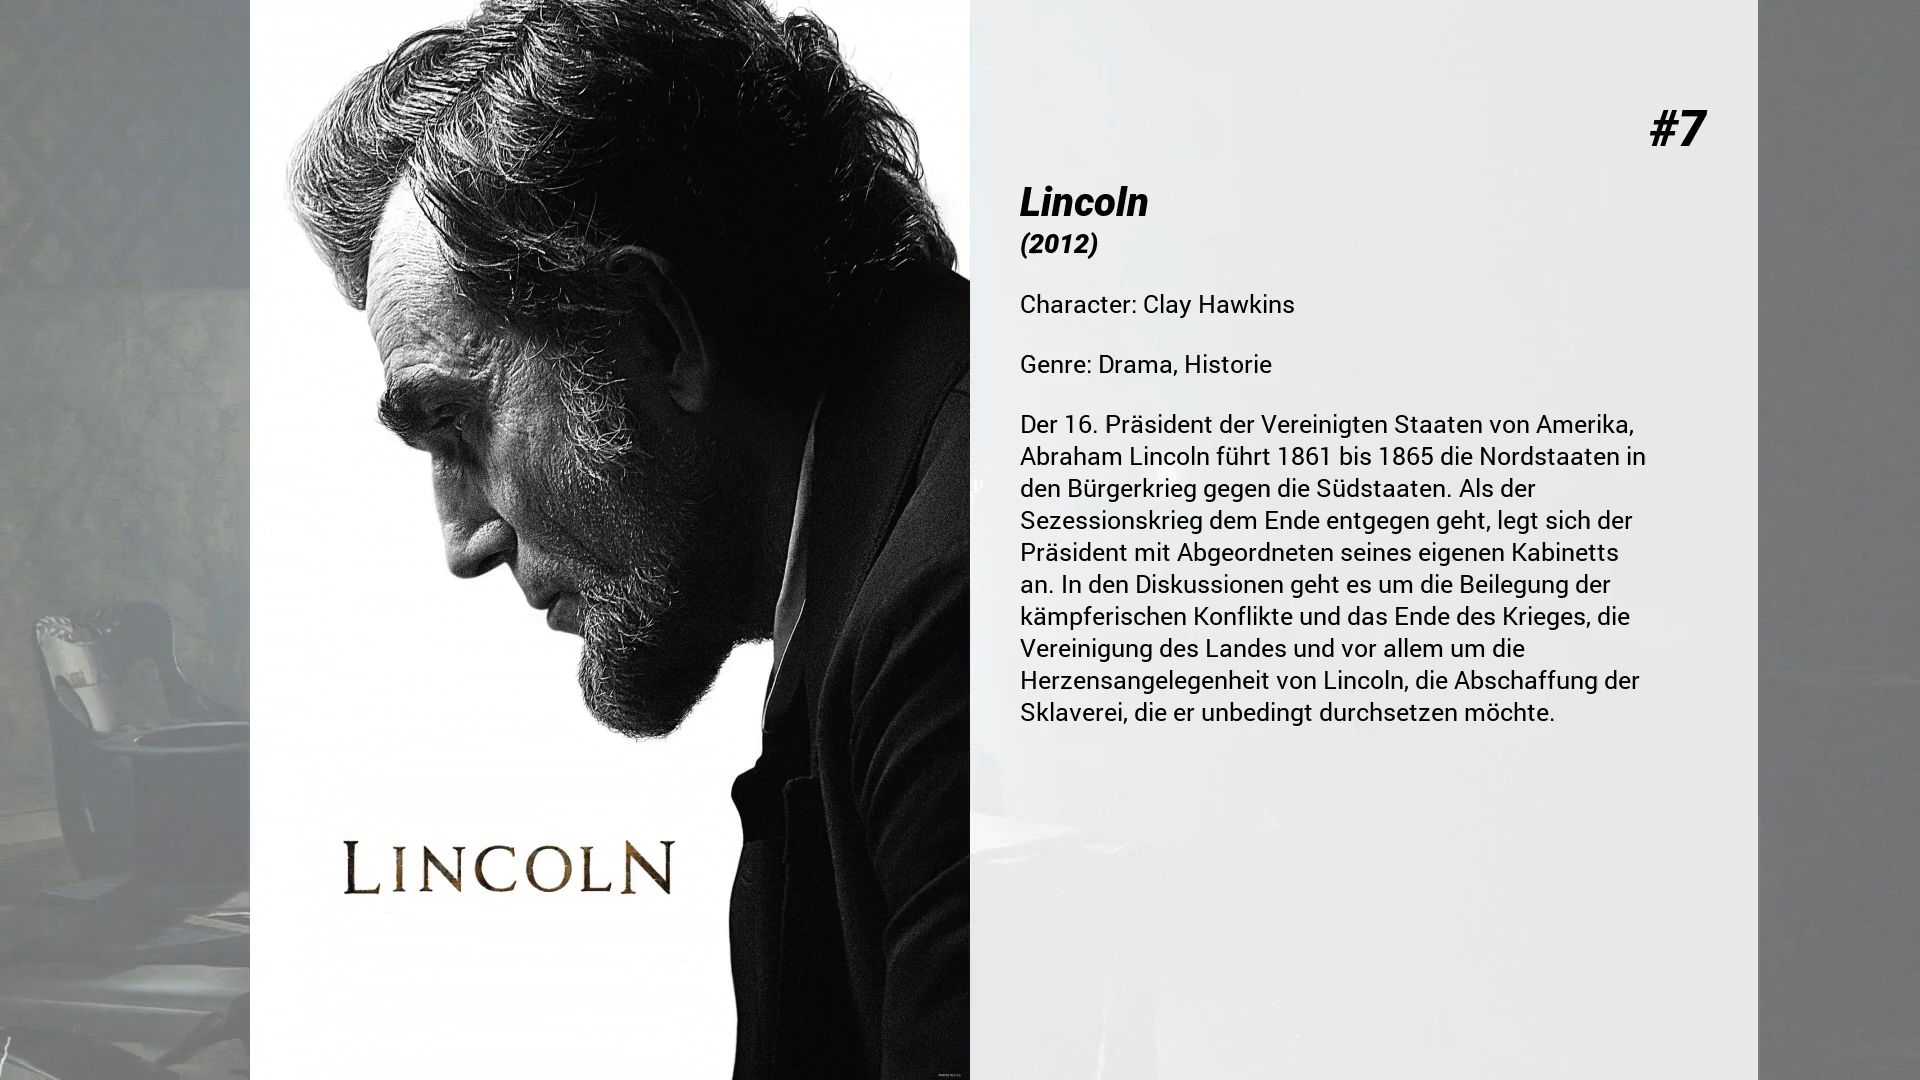 #7
Lincoln
(2012)
Character: Clay Hawkins
Genre: Drama, Historie
Der 16. Präsident der Vereinigten Staaten von Amerika,
Abraham Lincoln führt 1861 bis 1865 die Nordstaaten in
den Bürgerkrieg gegen die Südstaaten. Als der
Sezessionskrieg dem Ende entgegen geht, legt sich der
Präsident mit Abgeordneten seines eigenen Kabinetts
an. In den Diskussionen geht es um die Beilegung der
kämpferischen Konflikte und das Ende des Krieges, die
Vereinigung des Landes und vor allem um die
Herzensangelegenheit von Lincoln, die Abschaffung der
Sklaverei, die er unbedingt durchsetzen möchte.
LINCOLN